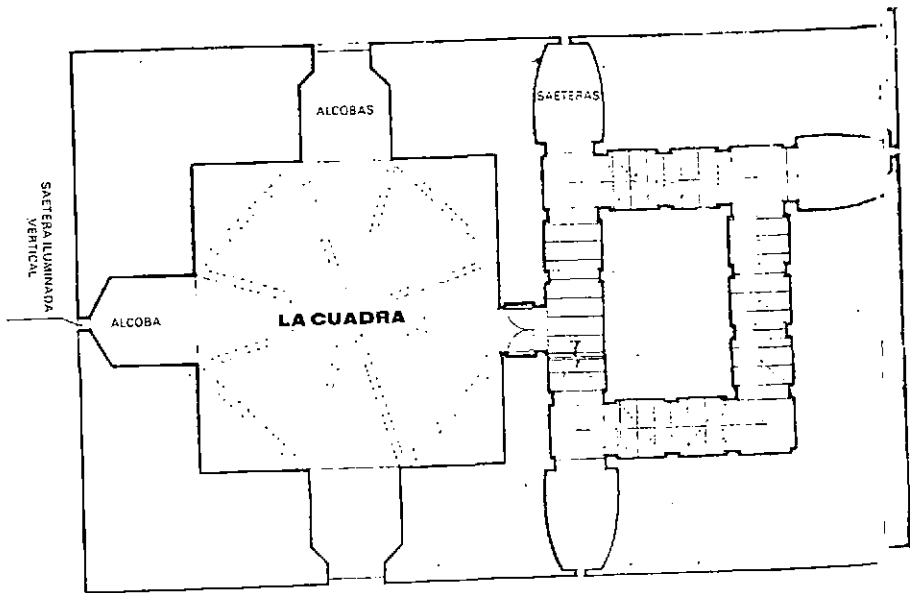 ALCOBAS
SAETERAS
SAETERA ILUMINADA
VERTICAL
LA CUADRA
ALCOBA